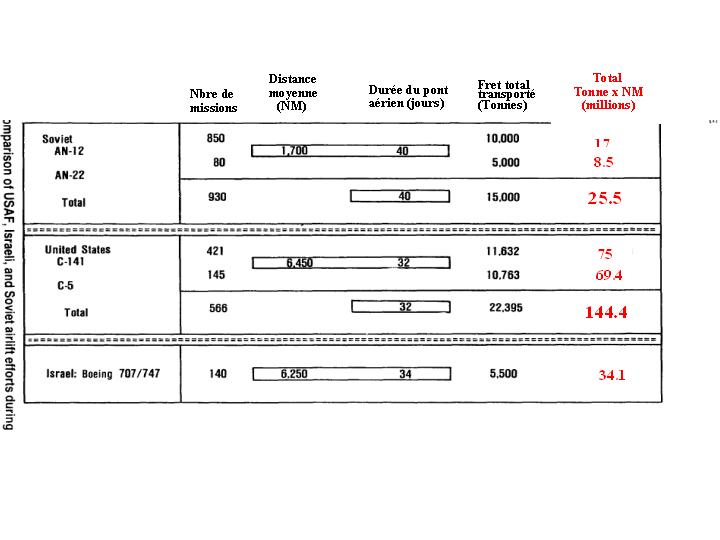 Nbre de
missions
Distance
moyenne
(NM)
Durée du pont
aérien (jours)
Fret total
transporté
(Tonnes)
Total
Tonne x NM
(millions)
omparison of USAF, Israeli, and Soviet airlift efforts during
Soviet
AN-12 850 1,700 40 10,000 17
AN-22 80 5,000 8.5
Total 930 40 15,000 25.5
United States
C-141 421 6,450 32 11,632 75
C-5 145 10,763 69.4
Total 566 32 22,395 144.4
Israel: Boeing 707/747 140 6,250 34 5,500 34.1